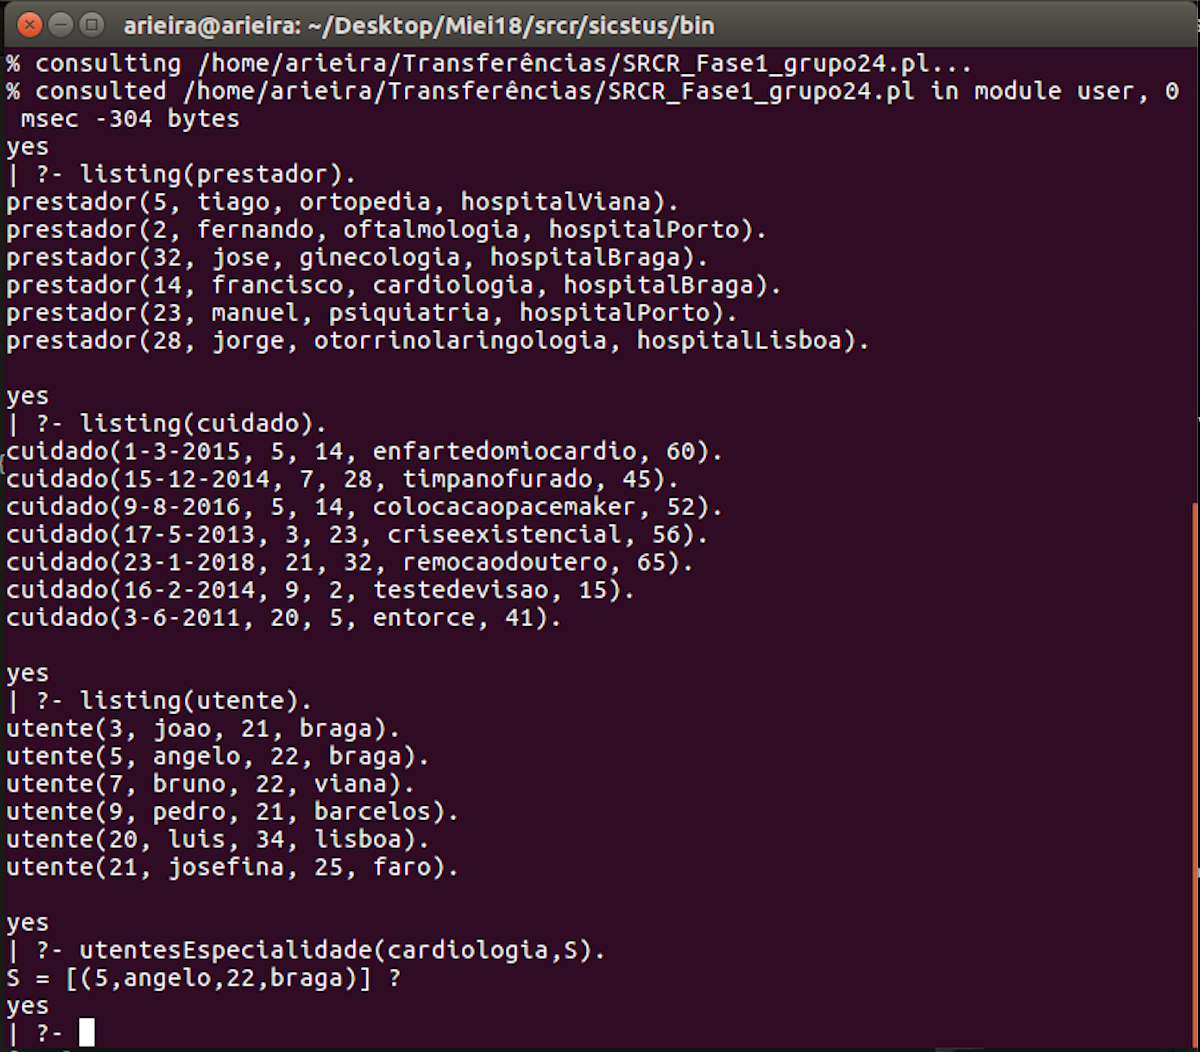 arieira@arieira: ~/Desktop/Miei18/srcr/sicstus/bin
% consulting /home/arieira/Transferências/SRCR_Fase1_grupo24.pl...
% consulted /home/arieira/Transferências/SRCR_Fase1_grupo24.pl in module user, 0
 msec -304 bytes
yes
| ?- listing(prestador).
prestador(5, tiago, ortopedia, hospitalViana).
prestador(2, fernando, oftalmologia, hospitalPorto).
prestador(32, jose, ginecologia, hospitalBraga).
prestador(14, francisco, cardiologia, hospitalBraga).
prestador(23, manuel, psiquiatria, hospitalPorto).
prestador(28, jorge, otorrinolaringologia, hospitalLisboa).
yes
| ?- listing(cuidado).
cuidado(1-3-2015, 5, 14, enfartedomiocardio, 60).
cuidado(15-12-2014, 7, 28, timpanofurado, 45).
cuidado(9-8-2016, 5, 14, colocacaopacemaker, 52).
cuidado(17-5-2013, 3, 23, criseexistencial, 56).
cuidado(23-1-2018, 21, 32, remocaodoutero, 65).
cuidado(16-2-2014, 9, 2, testedevisao, 15).
cuidado(3-6-2011, 20, 5, entorce, 41).
yes
| ?- listing(utente).
utente(3, joao, 21, braga).
utente(5, angelo, 22, braga).
utente(7, bruno, 22, viana).
utente(9, pedro, 21, barcelos).
utente(20, luis, 34, lisboa).
utente(21, josefina, 25, faro).
yes
| ?- utentesEspecialidade(cardiologia,S).
S = [(5,angelo,22,braga)] ?
yes
| ?-